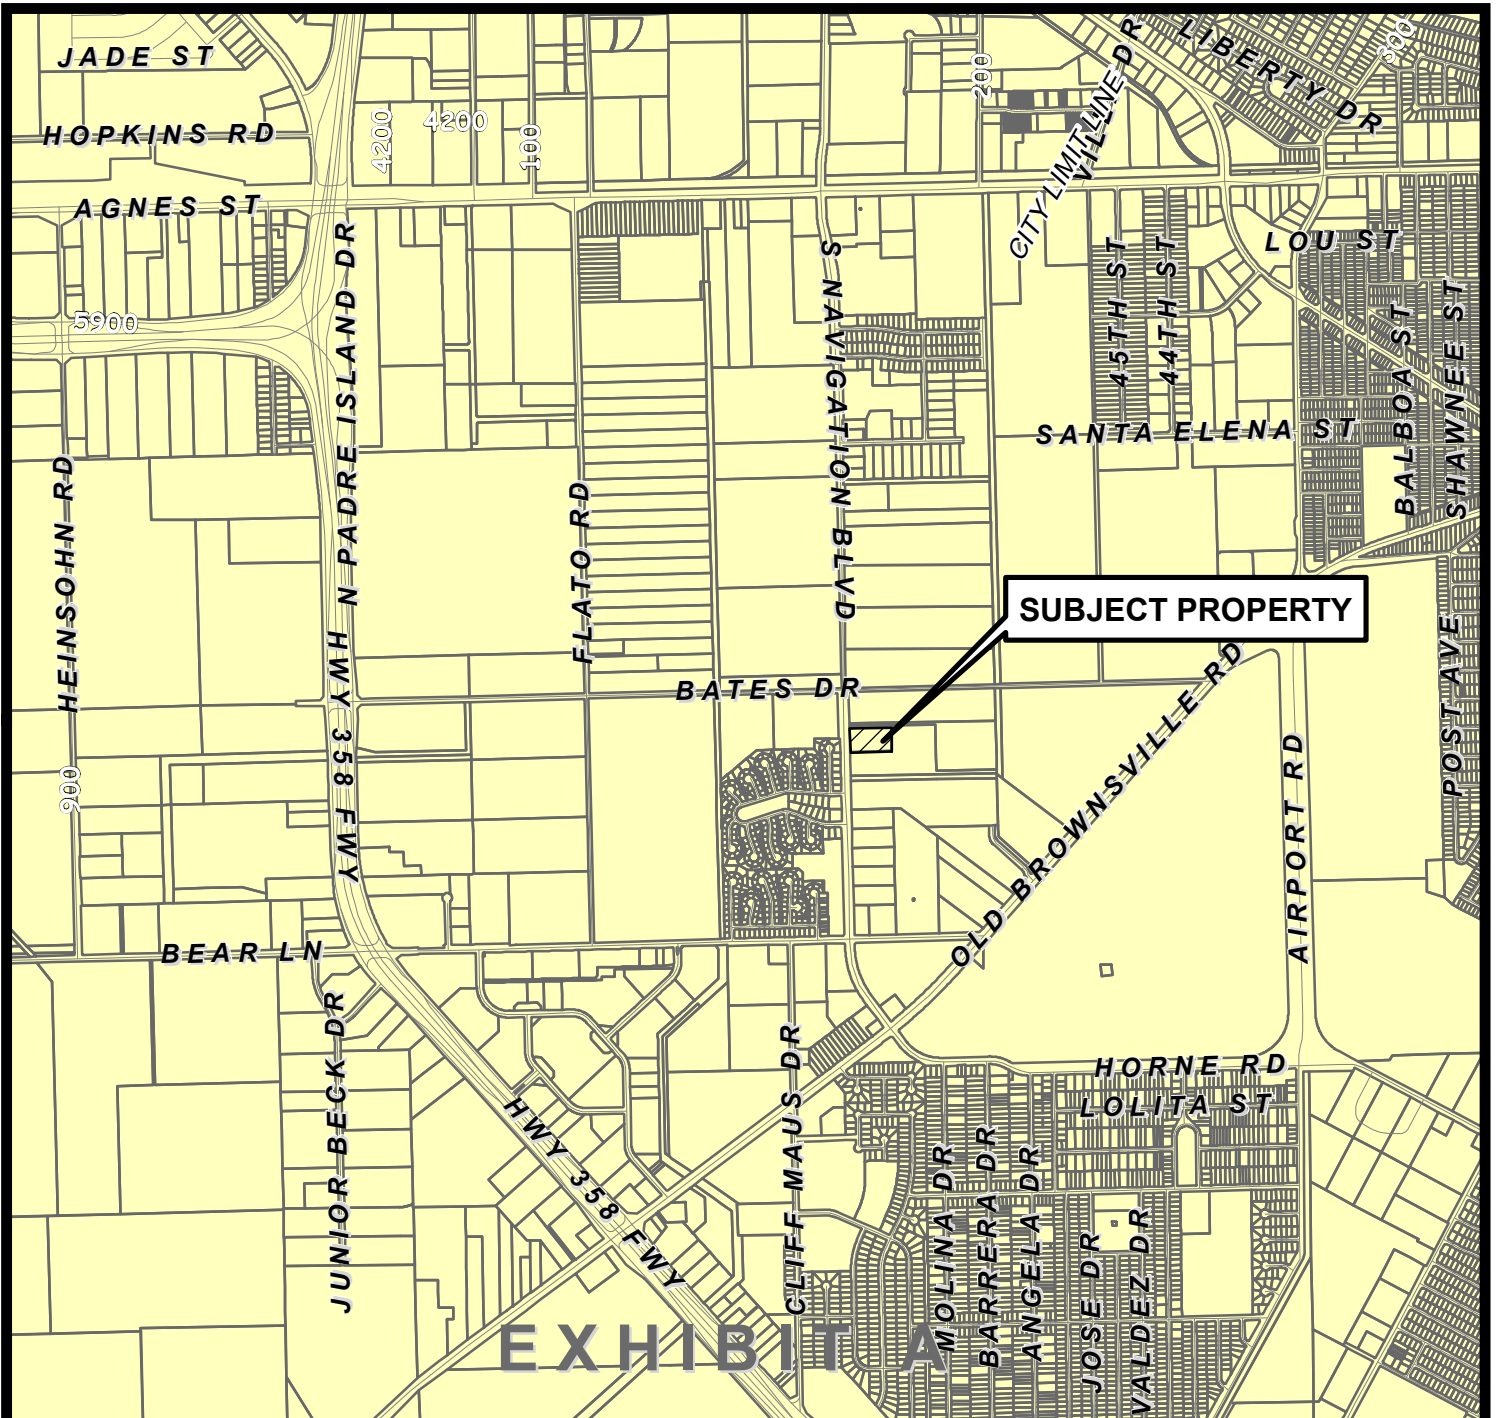 JADE ST
LIBERTY DR
300
200
HOPKINS RD
4200
4200
100
CITY LIMIT LINE
DR
AGNES ST
LOU ST
45TH ST
44TH ST
N PADRE ISLAND DR
S NAVIGATION BLVD
5900
BALBOA ST
SHAWNEE ST
SANTA ELENA ST
HEINSOHN RD
FLATO RD
SUBJECT PROPERTY
HWY 358 FWY
BATES DR
OLD BROWNSVILLE RD
POST AVE
AIRPORT RD
900
BEAR LN
JUNIOR BECK DR
CLIFF MAUS DR
HORNE RD
LOLITA ST
HWY 358 FWY
MOLINA DR
BARRERA DR
ANGELA DR
JOSE DR
VALDEZ DR
EXHIBIT A